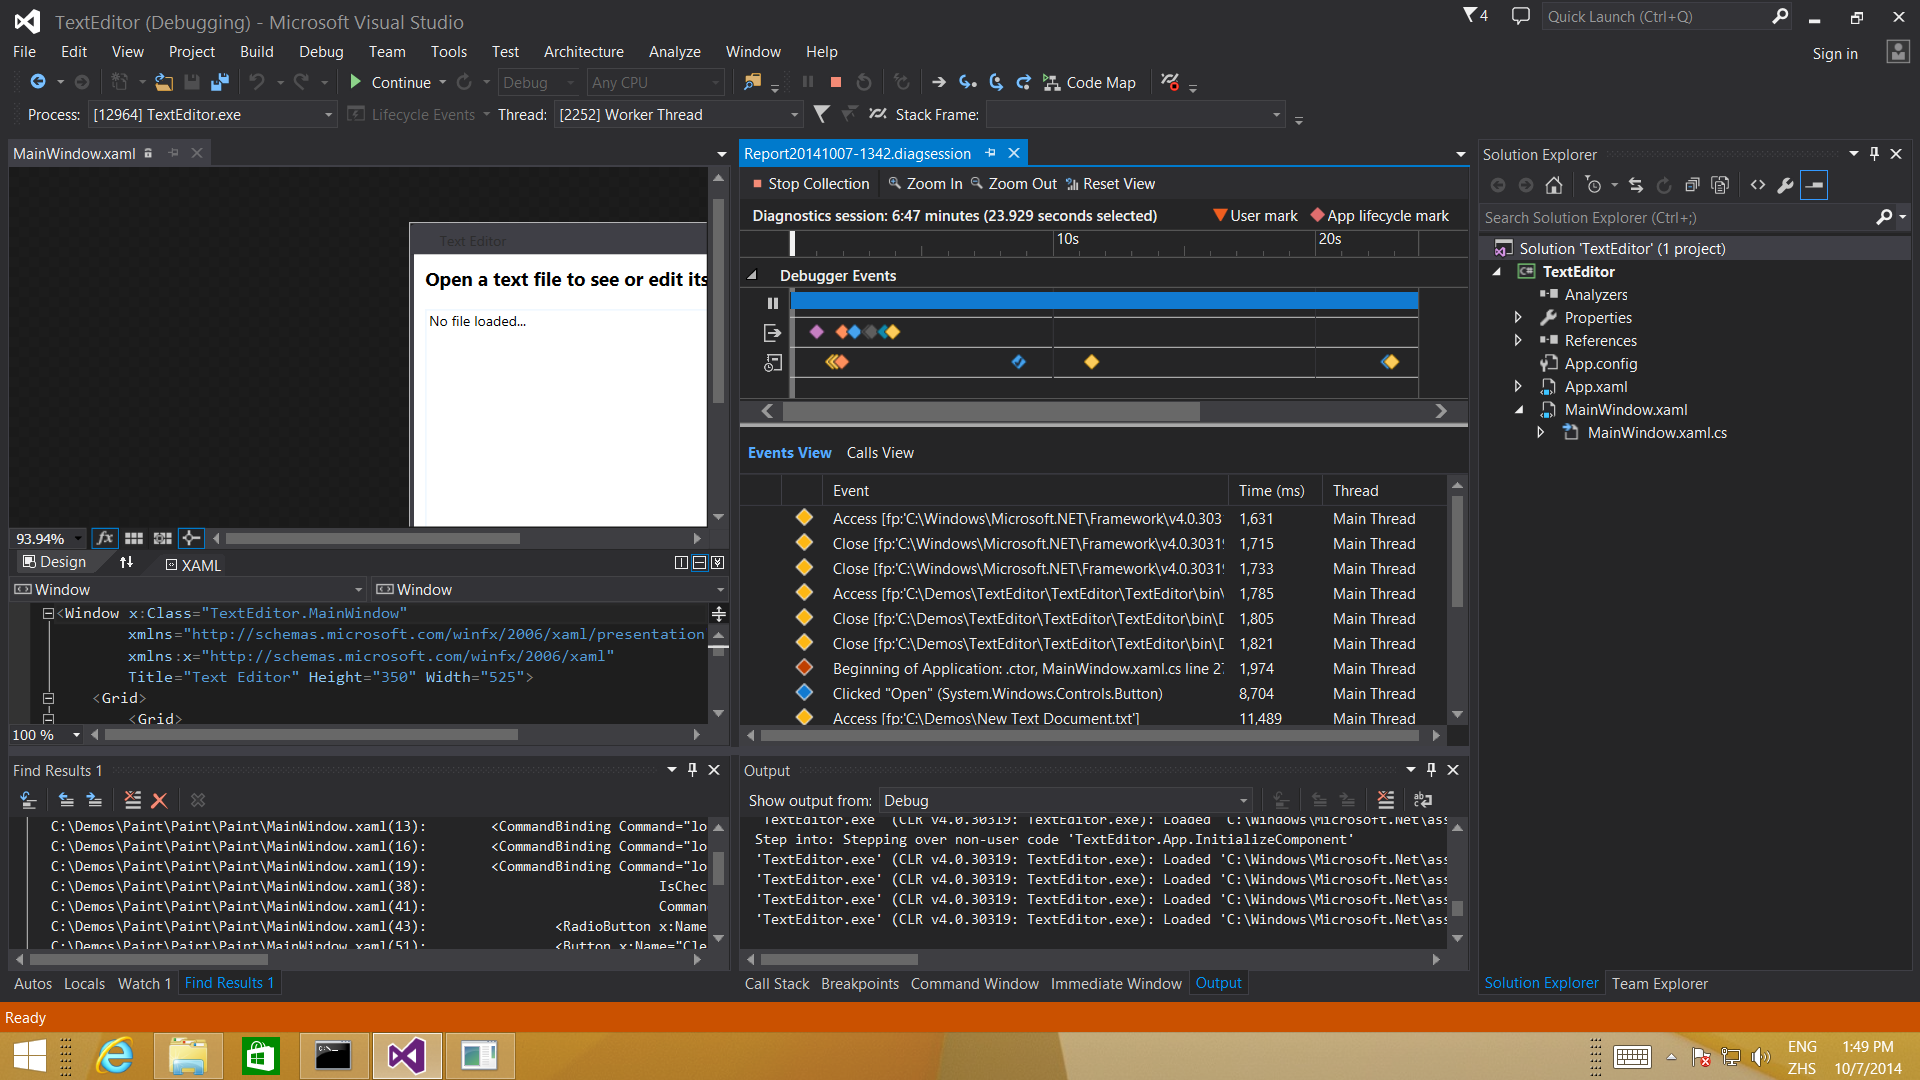 TextEditor (Debugging) - Microsoft Visual Studio
4
Quick Launch (Ctrl+Q)
File Edit View Project Build Debug Team Tools Test Architecture Analyze Window Help
Sign in
Continue Debug Any CPU Code Map
Process: [12964] TextEditor.exe Lifecycle Events Thread: [2252] Worker Thread Stack Frame:
MainWindow.xaml
Text Editor
Open a text file to see or edit its
No file loaded...
93.94% fx
Design XAML
Window Window
<Window x:Class="TextEditor.MainWindow"
xmlns="http://schemas.microsoft.com/winfx/2006/xaml/presentation
xmlns:x="http://schemas.microsoft.com/winfx/2006/xaml"
Title="Text Editor" Height="350" Width="525">
<Grid>
<Grid>
100 %
Report20141007-1342.diagsession
Stop Collection Zoom In Zoom Out Reset View
Diagnostics session: 6:47 minutes (23.929 seconds selected) User mark App lifecycle mark
10s 20s
Debugger Events
Events View Calls View
Event Time (ms) Thread
Access [fp:'C:\Windows\Microsoft.NET\Framework\v4.0.303 1,631 Main Thread
Close [fp:'C:\Windows\Microsoft.NET\Framework\v4.0.30319 1,715 Main Thread
Close [fp:'C:\Windows\Microsoft.NET\Framework\v4.0.30319 1,733 Main Thread
Access [fp:'C:\Demos\TextEditor\TextEditor\TextEditor\bin\ 1,785 Main Thread
Close [fp:'C:\Demos\TextEditor\TextEditor\TextEditor\bin\D 1,805 Main Thread
Close [fp:'C:\Demos\TextEditor\TextEditor\TextEditor\bin\D 1,821 Main Thread
Beginning of Application: .ctor, MainWindow.xaml.cs line 27 1,974 Main Thread
Clicked "Open" (System.Windows.Controls.Button) 8,704 Main Thread
Access [fp:'C:\Demos\New Text Document.txt'] 11,489 Main Thread
Solution Explorer
Search Solution Explorer (Ctrl+;)
Solution 'TextEditor' (1 project)
TextEditor
Analyzers
Properties
References
App.config
App.xaml
MainWindow.xaml
MainWindow.xaml.cs
Find Results 1
C:\Demos\Paint\Paint\Paint\MainWindow.xaml(13): <CommandBinding Command="lo
C:\Demos\Paint\Paint\Paint\MainWindow.xaml(16): <CommandBinding Command="lo
C:\Demos\Paint\Paint\Paint\MainWindow.xaml(19): <CommandBinding Command="lo
C:\Demos\Paint\Paint\Paint\MainWindow.xaml(38): IsChec
C:\Demos\Paint\Paint\Paint\MainWindow.xaml(41): Comman
C:\Demos\Paint\Paint\Paint\MainWindow.xaml(43): <RadioButton x:Name
C:\Demos\Paint\Paint\Paint\MainWindow.xaml(51): <Button x:Name="Cle
Autos Locals Watch 1 Find Results 1
Output
Show output from: Debug
'TextEditor.exe' (CLR v4.0.30319: TextEditor.exe): Loaded 'C:\Windows\Microsoft.Net\ass
Step into: Stepping over non-user code 'TextEditor.App.InitializeComponent'
'TextEditor.exe' (CLR v4.0.30319: TextEditor.exe): Loaded 'C:\Windows\Microsoft.Net\ass
'TextEditor.exe' (CLR v4.0.30319: TextEditor.exe): Loaded 'C:\Windows\Microsoft.Net\ass
'TextEditor.exe' (CLR v4.0.30319: TextEditor.exe): Loaded 'C:\Windows\Microsoft.Net\ass
'TextEditor.exe' (CLR v4.0.30319: TextEditor.exe): Loaded 'C:\Windows\Microsoft.Net\ass
Call Stack Breakpoints Command Window Immediate Window Output
Solution Explorer Team Explorer
Ready
ENG 1:49 PM
ZHS 10/7/2014